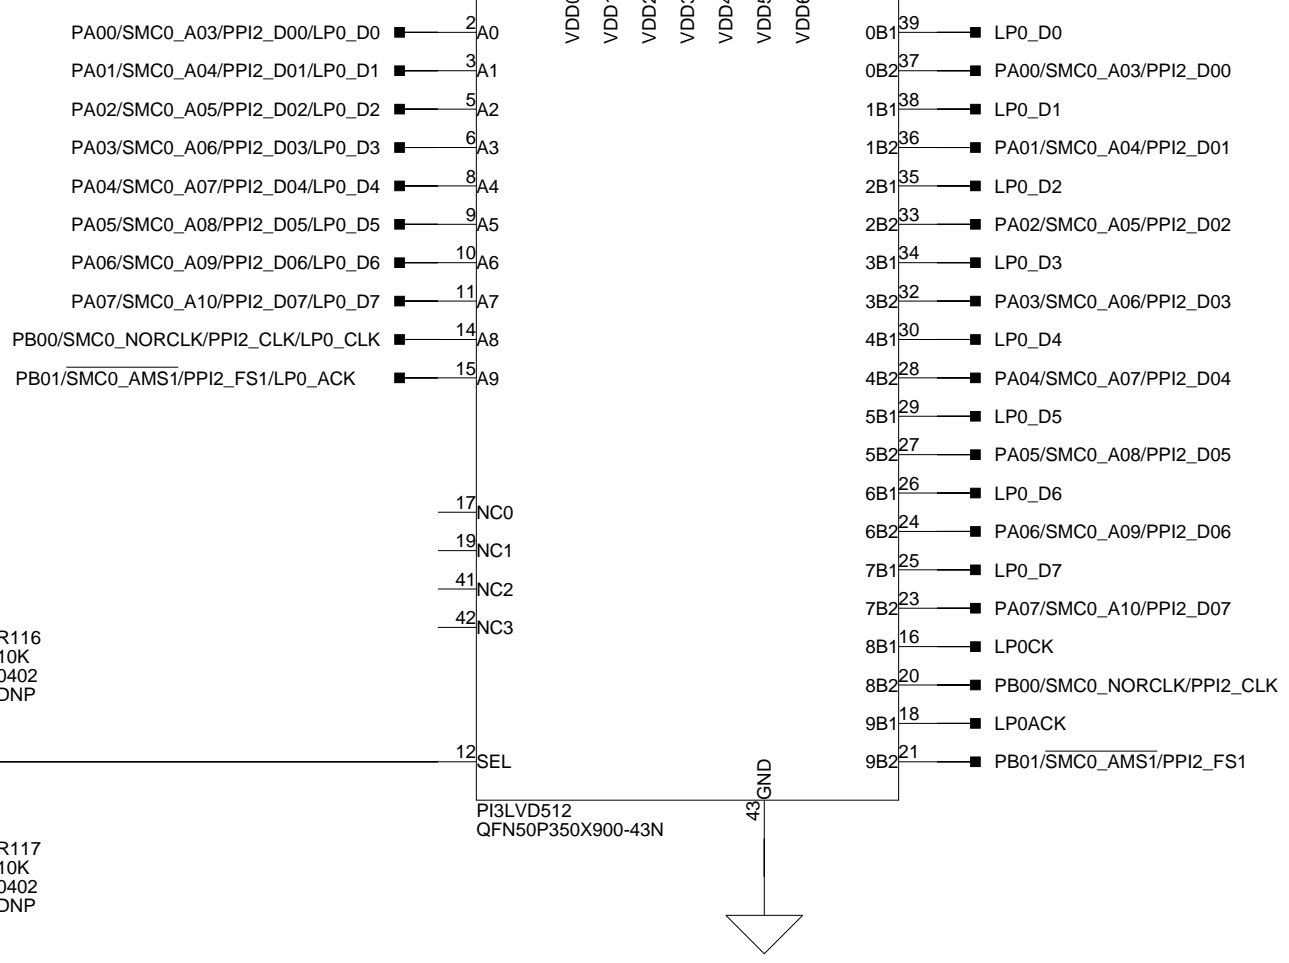 PA00/SMC0_A03/PPI2_D00/LP0_D0 2 A0
PA01/SMC0_A04/PPI2_D01/LP0_D1 3 A1
PA02/SMC0_A05/PPI2_D02/LP0_D2 5 A2
PA03/SMC0_A06/PPI2_D03/LP0_D3 6 A3
PA04/SMC0_A07/PPI2_D04/LP0_D4 8 A4
PA05/SMC0_A08/PPI2_D05/LP0_D5 9 A5
PA06/SMC0_A09/PPI2_D06/LP0_D6 10 A6
PA07/SMC0_A10/PPI2_D07/LP0_D7 11 A7
PB00/SMC0_NORCLK/PPI2_CLK/LP0_CLK 14 A8
PB01/SMC0_AMS1/PPI2_FS1/LP0_ACK 15 A9
17 NC0
19 NC1
41 NC2
42 NC3
12 SEL
VDD0
VDD1
VDD2
VDD3
VDD4
VDD5
VDD6
0B1 39 LP0_D0
0B2 37 PA00/SMC0_A03/PPI2_D00
1B1 38 LP0_D1
1B2 36 PA01/SMC0_A04/PPI2_D01
2B1 35 LP0_D2
2B2 33 PA02/SMC0_A05/PPI2_D02
3B1 34 LP0_D3
3B2 32 PA03/SMC0_A06/PPI2_D03
4B1 30 LP0_D4
4B2 28 PA04/SMC0_A07/PPI2_D04
5B1 29 LP0_D5
5B2 27 PA05/SMC0_A08/PPI2_D05
6B1 26 LP0_D6
6B2 24 PA06/SMC0_A09/PPI2_D06
7B1 25 LP0_D7
7B2 23 PA07/SMC0_A10/PPI2_D07
8B1 16 LP0CK
8B2 20 PB00/SMC0_NORCLK/PPI2_CLK
9B1 18 LP0ACK
9B2 21 PB01/SMC0_AMS1/PPI2_FS1
43 GND
PI3LVD512
QFN50P350X900-43N
R116
10K
0402
DNP
R117
10K
0402
DNP